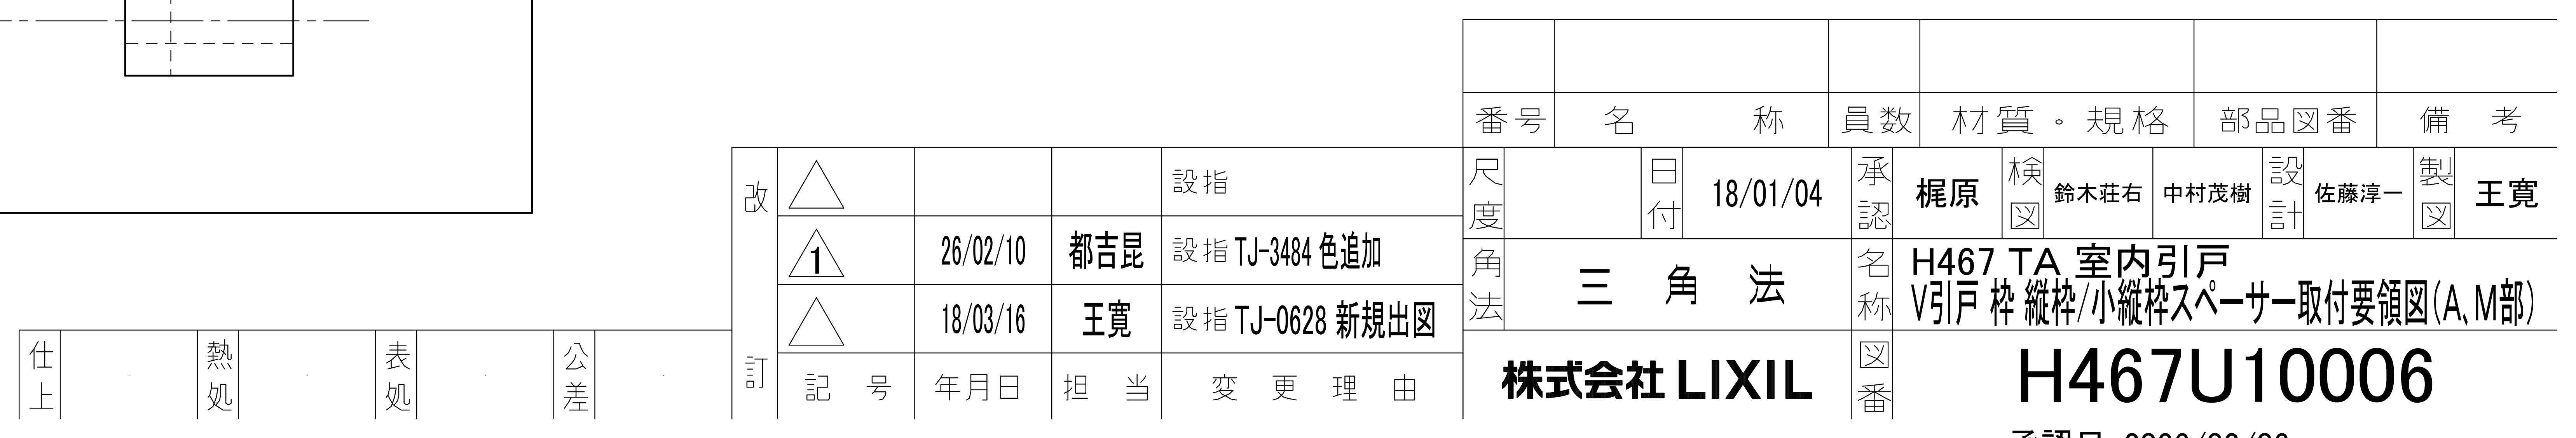 番号 名称 員数 材質・規格 部品図番 備考
改訂
△ 設指
△1 26/02/10 都吉昆 設指 TJ-3484 色追加
△ 18/03/16 王寛 設指 TJ-0628 新規出図
記号 年月日 担当 変更理由
尺度 日付 18/01/04 承認 梶原 検図 鈴木荘右 中村茂樹 設計 佐藤淳一 製図 王寛
角法 三角法 名称 H467 TA 室内引戸
V引戸 枠 縦枠/小縦枠スペーサー取付要領図(A、M部)
仕上 熱処 表処 公差
株式会社 LIXIL 図番 H467U10006